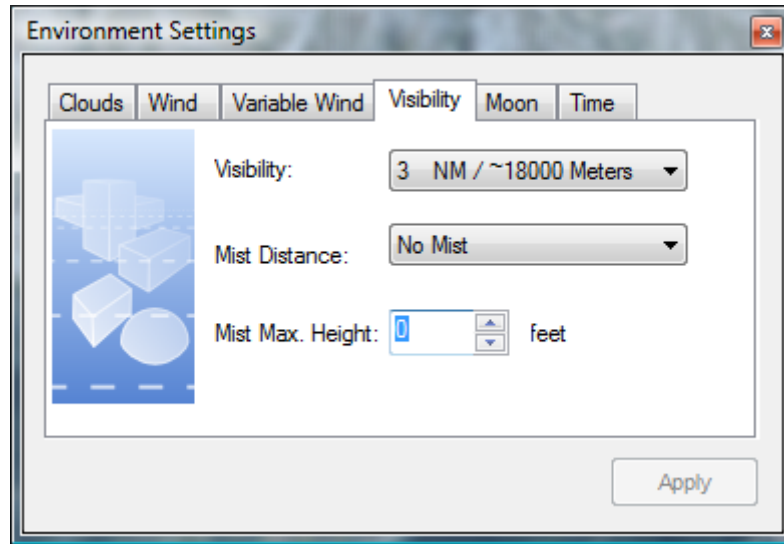 Environment Settings
Clouds Wind Variable Wind Visibility Moon Time
Visibility: 3 NM / ~18000 Meters
Mist Distance: No Mist
Mist Max. Height: 0 feet
Apply